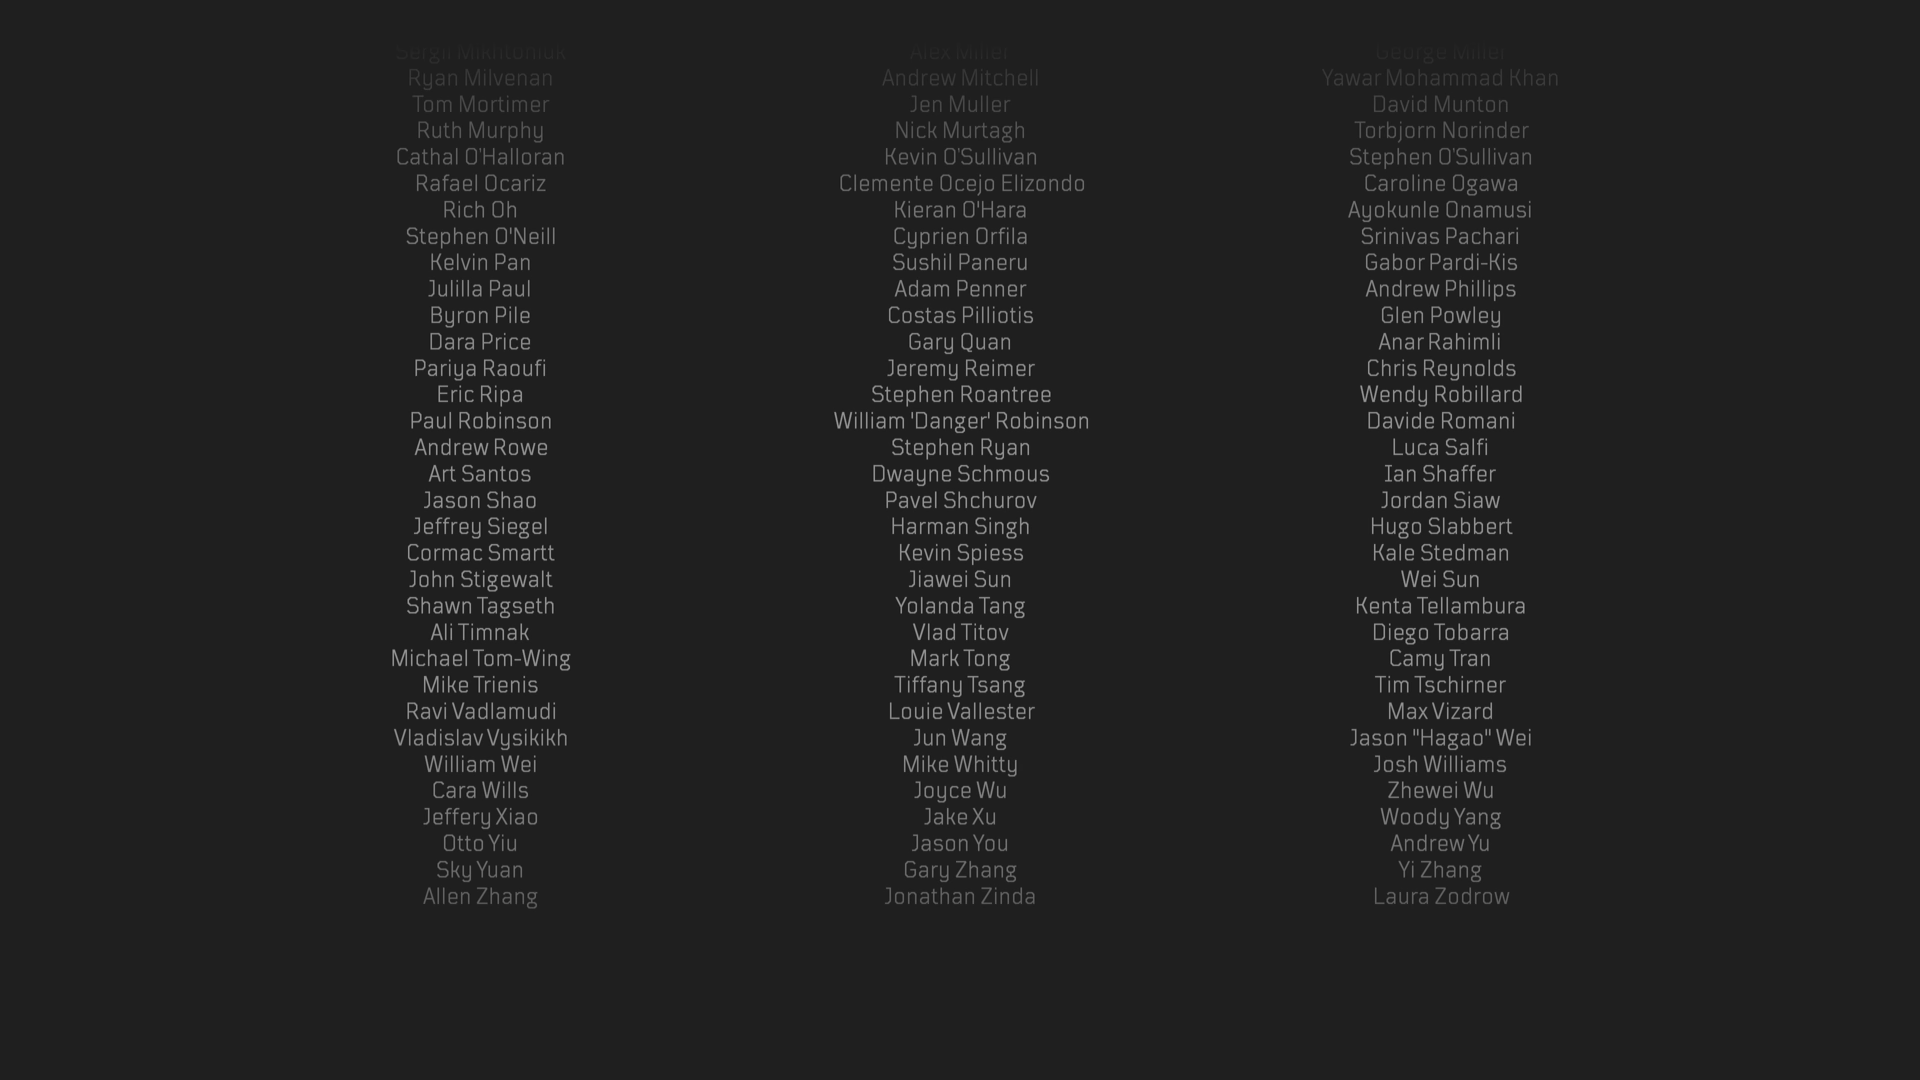 Sergii Mikhtoniuk Alex Miller George Miller
Ryan Milvenan Andrew Mitchell Yawar Mohammad Khan
Tom Mortimer Jen Muller David Munton
Ruth Murphy Nick Murtagh Torbjorn Norinder
Cathal O'Halloran Kevin O'Sullivan Stephen O'Sullivan
Rafael Ocariz Clemente Ocejo Elizondo Caroline Ogawa
Rich Oh Kieran O'Hara Ayokunle Onamusi
Stephen O'Neill Cyprien Orfila Srinivas Pachari
Kelvin Pan Sushil Paneru Gabor Pardi-Kis
Julilla Paul Adam Penner Andrew Phillips
Byron Pile Costas Pilliotis Glen Powley
Dara Price Gary Quan Anar Rahimli
Pariya Raoufi Jeremy Reimer Chris Reynolds
Eric Ripa Stephen Roantree Wendy Robillard
Paul Robinson William 'Danger' Robinson Davide Romani
Andrew Rowe Stephen Ryan Luca Salfi
Art Santos Dwayne Schmous Ian Shaffer
Jason Shao Pavel Shchurov Jordan Siaw
Jeffrey Siegel Harman Singh Hugo Slabbert
Cormac Smartt Kevin Spiess Kale Stedman
John Stigewalt Jiawei Sun Wei Sun
Shawn Tagseth Yolanda Tang Kenta Tellambura
Ali Timnak Vlad Titov Diego Tobarra
Michael Tom-Wing Mark Tong Camy Tran
Mike Trienis Tiffany Tsang Tim Tschirner
Ravi Vadlamudi Louie Vallester Max Vizard
Vladislav Vysikikh Jun Wang Jason "Hagao" Wei
William Wei Mike Whitty Josh Williams
Cara Wills Joyce Wu Zhewei Wu
Jeffery Xiao Jake Xu Woody Yang
Otto Yiu Jason You Andrew Yu
Sky Yuan Gary Zhang Yi Zhang
Allen Zhang Jonathan Zinda Laura Zodrow